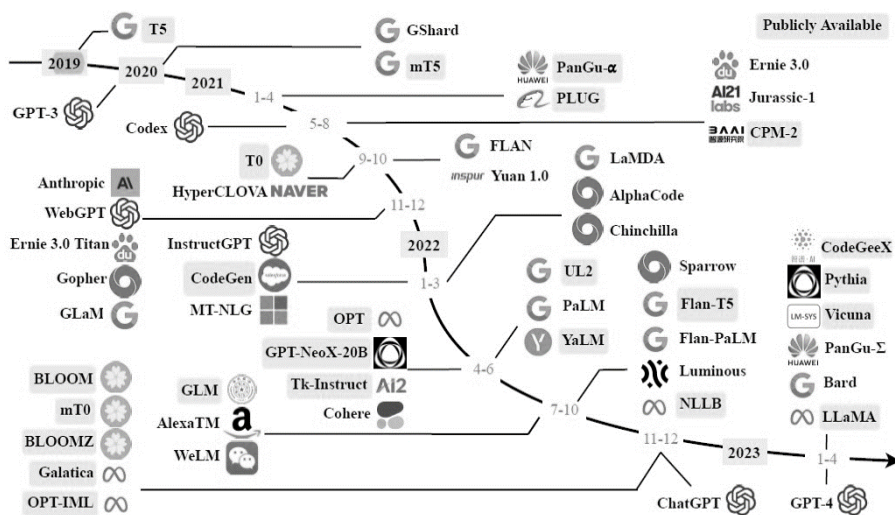 T5
GShard
Publicly Available
2019
2020
mT5
HUAWEI
PanGu-α
du
Ernie 3.0
2021
1-4
PLUG
AI21 labs
Jurassic-1
GPT-3
Codex
5-8
BAAI
CPM-2
T0
9-10
FLAN
LaMDA
HyperCLOVA NAVER
inspur Yuan 1.0
Anthropic A\
AlphaCode
WebGPT
11-12
Chinchilla
Ernie 3.0 Titan
du
InstructGPT
2022
CodeGeeX
Gopher
CodeGen
1-3
UL2
Sparrow
Pythia
GLaM
MT-NLG
OPT
PaLM
Flan-T5
LM-SYS
Vicuna
GPT-NeoX-20B
YaLM
Flan-PaLM
HUAWEI
PanGu-Σ
BLOOM
GLM
Tk-Instruct Ai2
4-6
Luminous
Bard
mT0
AlexaTM a
Cohere
7-10
NLLB
LLaMA
BLOOMZ
WeLM
11-12
2023
1-4
Galatica
OPT-IML
ChatGPT
GPT-4